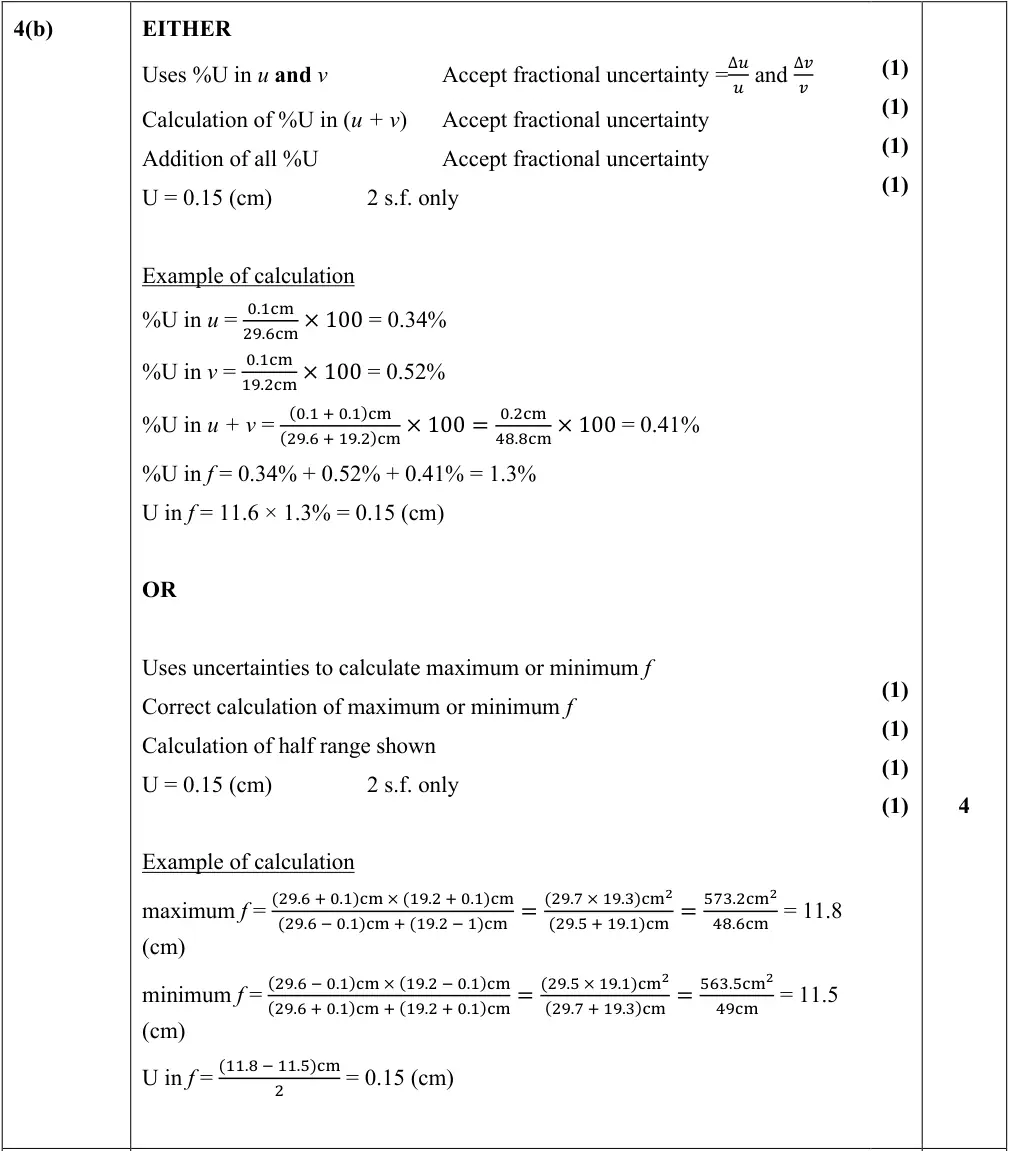 4(b)
EITHER
Uses %U in u and v Accept fractional uncertainty = Δu/u and Δv/v (1)
Calculation of %U in (u + v) Accept fractional uncertainty (1)
Addition of all %U Accept fractional uncertainty (1)
U = 0.15 (cm) 2 s.f. only (1)
Example of calculation
%U in u = 0.1cm/29.6cm × 100 = 0.34%
%U in v = 0.1cm/19.2cm × 100 = 0.52%
%U in u + v = (0.1 + 0.1)cm/(29.6 + 19.2)cm × 100 = 0.2cm/48.8cm × 100 = 0.41%
%U in f = 0.34% + 0.52% + 0.41% = 1.3%
U in f = 11.6 × 1.3% = 0.15 (cm)
OR
Uses uncertainties to calculate maximum or minimum f (1)
Correct calculation of maximum or minimum f (1)
Calculation of half range shown (1)
U = 0.15 (cm) 2 s.f. only (1) 4
Example of calculation
maximum f = (29.6 + 0.1)cm × (19.2 + 0.1)cm/(29.6 − 0.1)cm + (19.2 − 1)cm = (29.7 × 19.3)cm²/(29.5 + 19.1)cm = 573.2cm²/48.6cm = 11.8
(cm)
minimum f = (29.6 − 0.1)cm × (19.2 − 0.1)cm/(29.6 + 0.1)cm + (19.2 + 0.1)cm = (29.5 × 19.1)cm²/(29.7 + 19.3)cm = 563.5cm²/49cm = 11.5
(cm)
U in f = (11.8 − 11.5)cm/2 = 0.15 (cm)